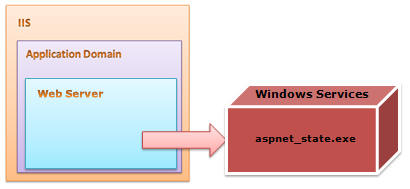 IIS
Application Domain
Web Server
Windows Services
aspnet_state.exe